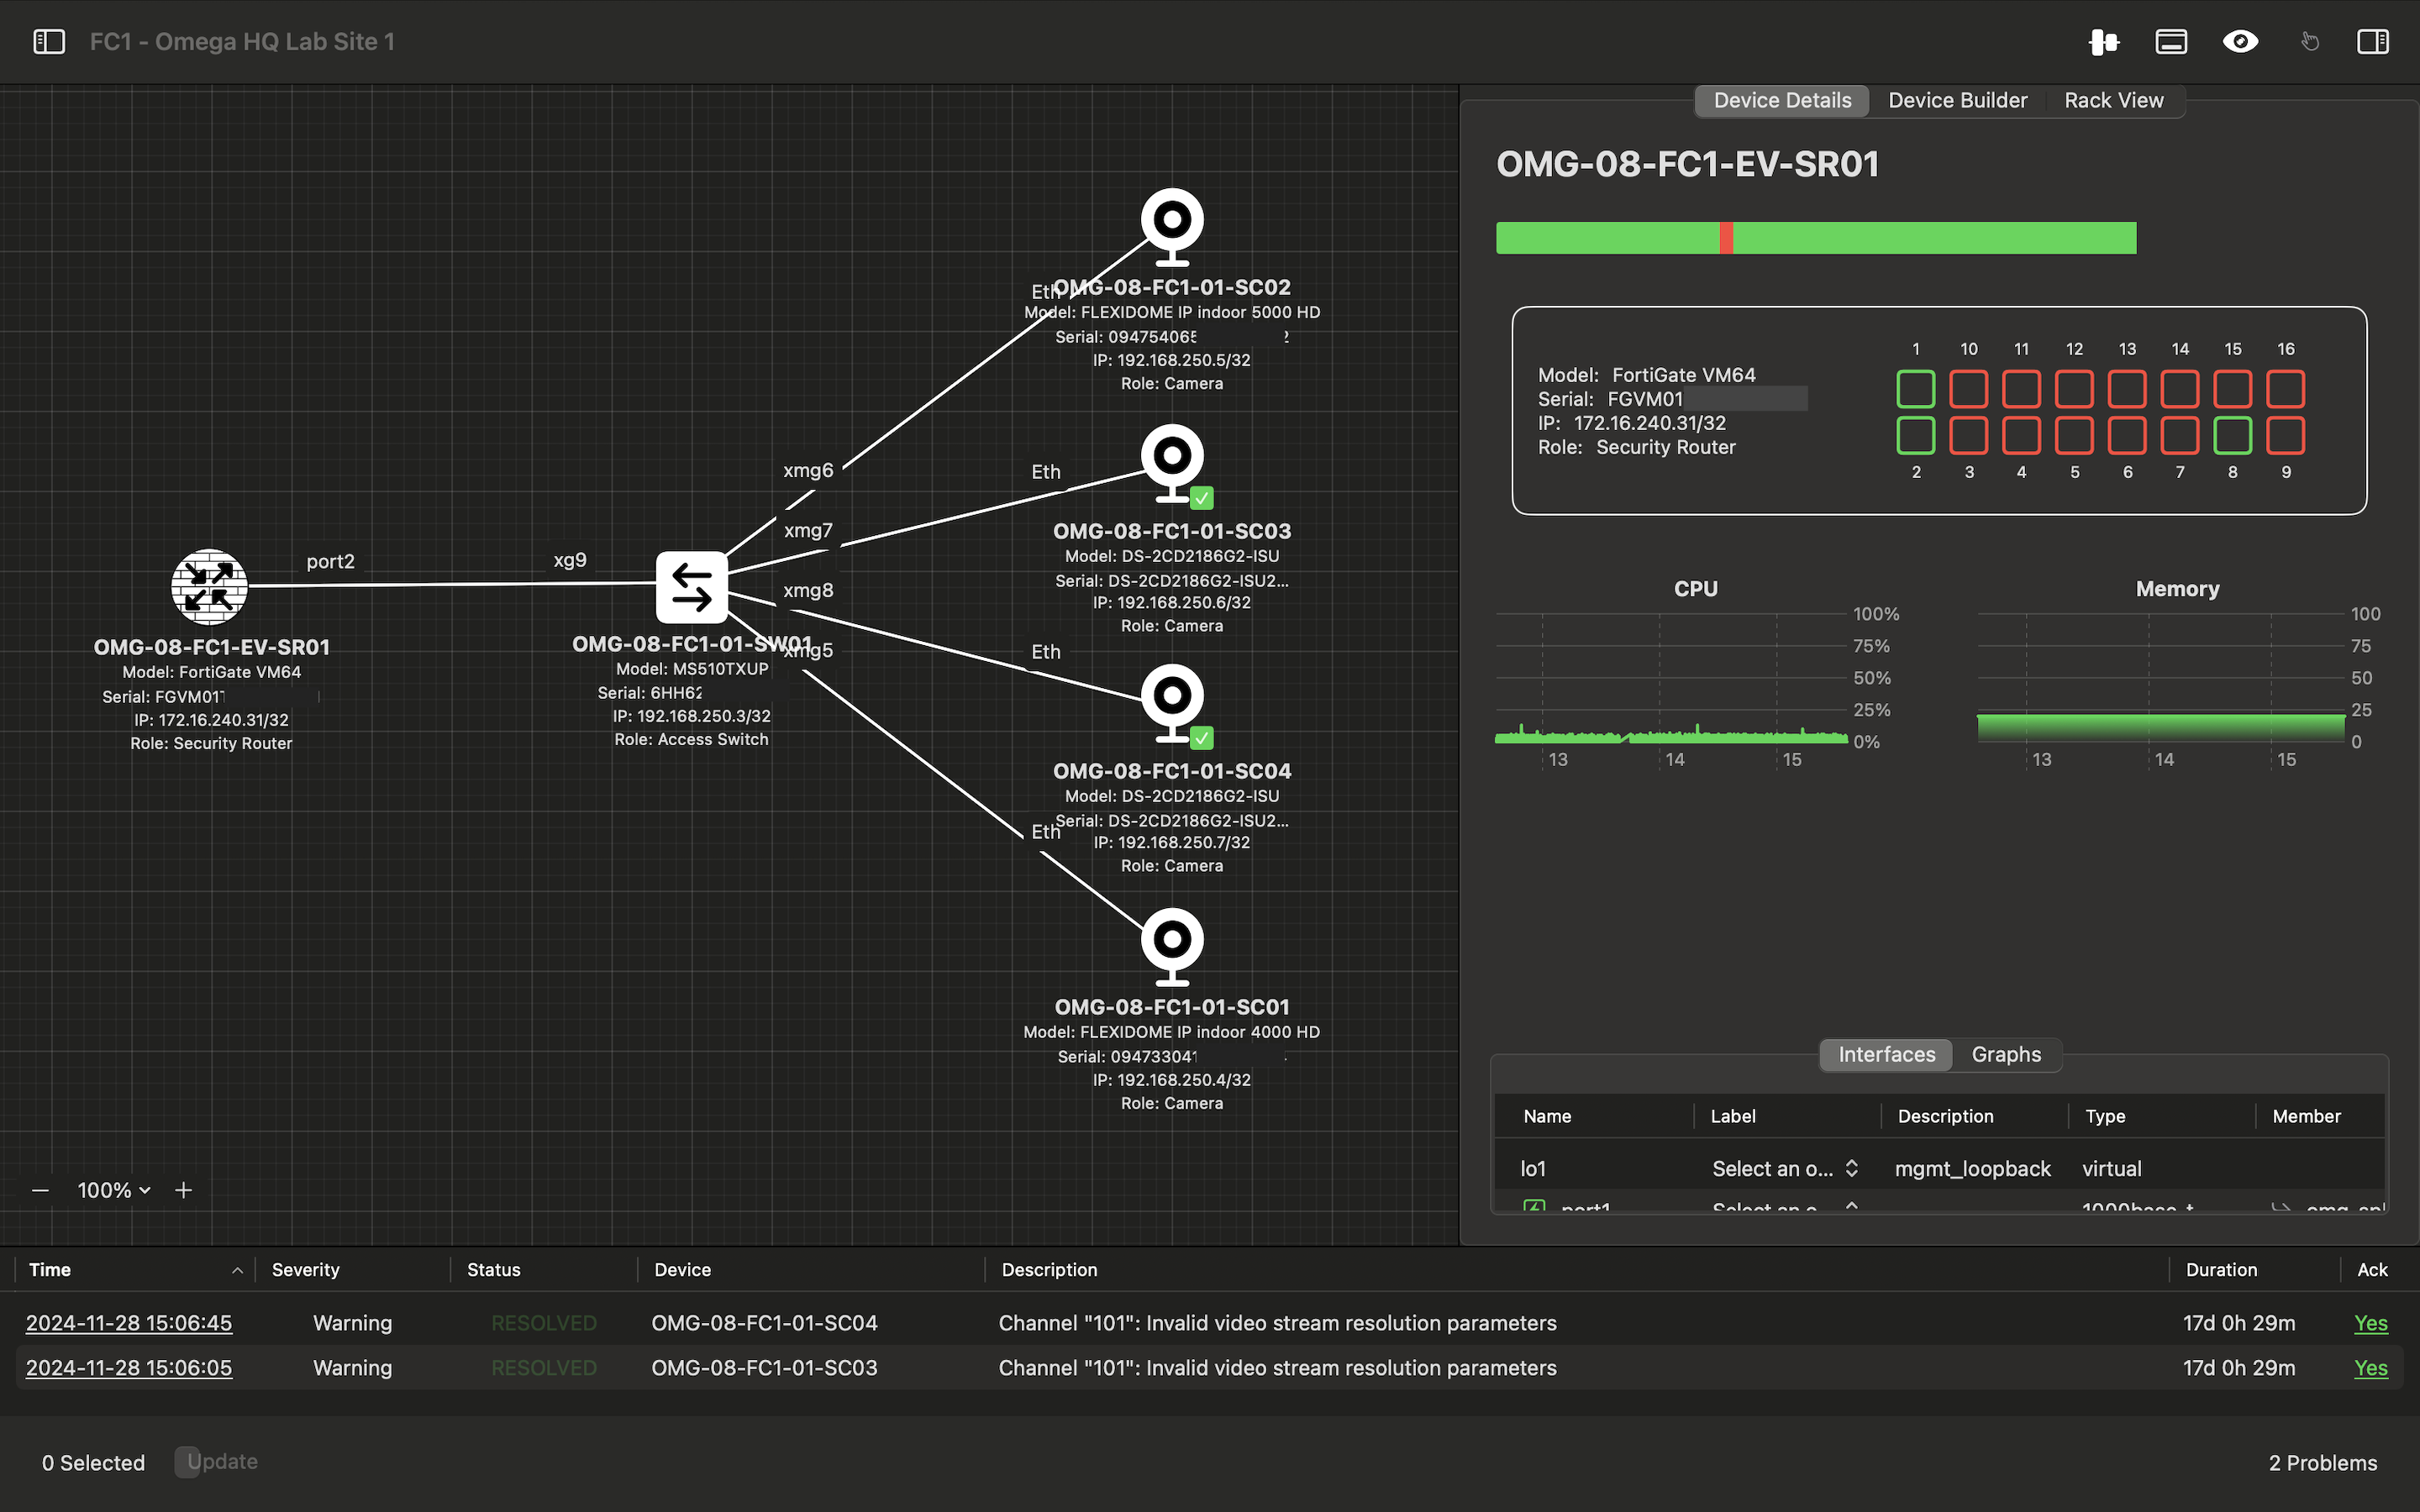 FC1 - Omega HQ Lab Site 1
OMG-08-FC1-01-SC02
Eth
Model: FLEXIDOME IP indoor 5000 HD
Serial: 09475406
IP: 192.168.250.5/32
Role: Camera
xmg6
Eth
xmg7
OMG-08-FC1-01-SC03
Model: DS-2CD2186G2-ISU
Serial: DS-2CD2186G2-ISU2...
IP: 192.168.250.6/32
Role: Camera
port2
xg9
xmg8
OMG-08-FC1-EV-SR01
Model: FortiGate VM64
Serial: FGVM01
IP: 172.16.240.31/32
Role: Security Router
OMG-08-FC1-01-SW01
xmg5
Model: MS510TXUP
Serial: 6HH62
IP: 192.168.250.3/32
Role: Access Switch
Eth
OMG-08-FC1-01-SC04
Model: DS-2CD2186G2-ISU
Serial: DS-2CD2186G2-ISU2...
Eth
IP: 192.168.250.7/32
Role: Camera
OMG-08-FC1-01-SC01
Model: FLEXIDOME IP indoor 4000 HD
Serial: 09473304
IP: 192.168.250.4/32
Role: Camera
100%
Device Details Device Builder Rack View
OMG-08-FC1-EV-SR01
Model: FortiGate VM64
Serial: FGVM01
IP: 172.16.240.31/32
Role: Security Router
1 10 11 12 13 14 15 16
2 3 4 5 6 7 8 9
CPU
100%
75%
50%
25%
0%
13 14 15
Memory
100
75
50
25
0
13 14 15
Interfaces Graphs
Name Label Description Type Member
lo1 Select an o... mgmt_loopback virtual
port1 Select an o 1000base-t
Time Severity Status Device Description Duration Ack
2024-11-28 15:06:45 Warning RESOLVED OMG-08-FC1-01-SC04 Channel "101": Invalid video stream resolution parameters 17d 0h 29m Yes
2024-11-28 15:06:05 Warning RESOLVED OMG-08-FC1-01-SC03 Channel "101": Invalid video stream resolution parameters 17d 0h 29m Yes
0 Selected Update 2 Problems